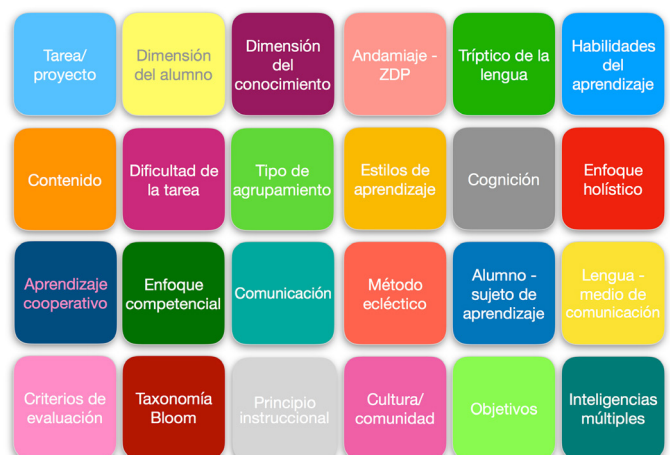 Tarea/
proyecto
Dimensión
del alumno
Dimensión
del
conocimiento
Andamiaje -
ZDP
Tríptico de la
lengua
Habilidades
del
aprendizaje
Contenido
Dificultad de
la tarea
Tipo de
agrupamiento
Estilos de
aprendizaje
Cognición
Enfoque
holístico
Aprendizaje
cooperativo
Enfoque
competencial
Comunicación
Método
ecléctico
Alumno -
sujeto de
aprendizaje
Lengua -
medio de
comunicación
Criterios de
evaluación
Taxonomía
Bloom
Principio
instruccional
Cultura/
comunidad
Objetivos
Inteligencias
múltiples